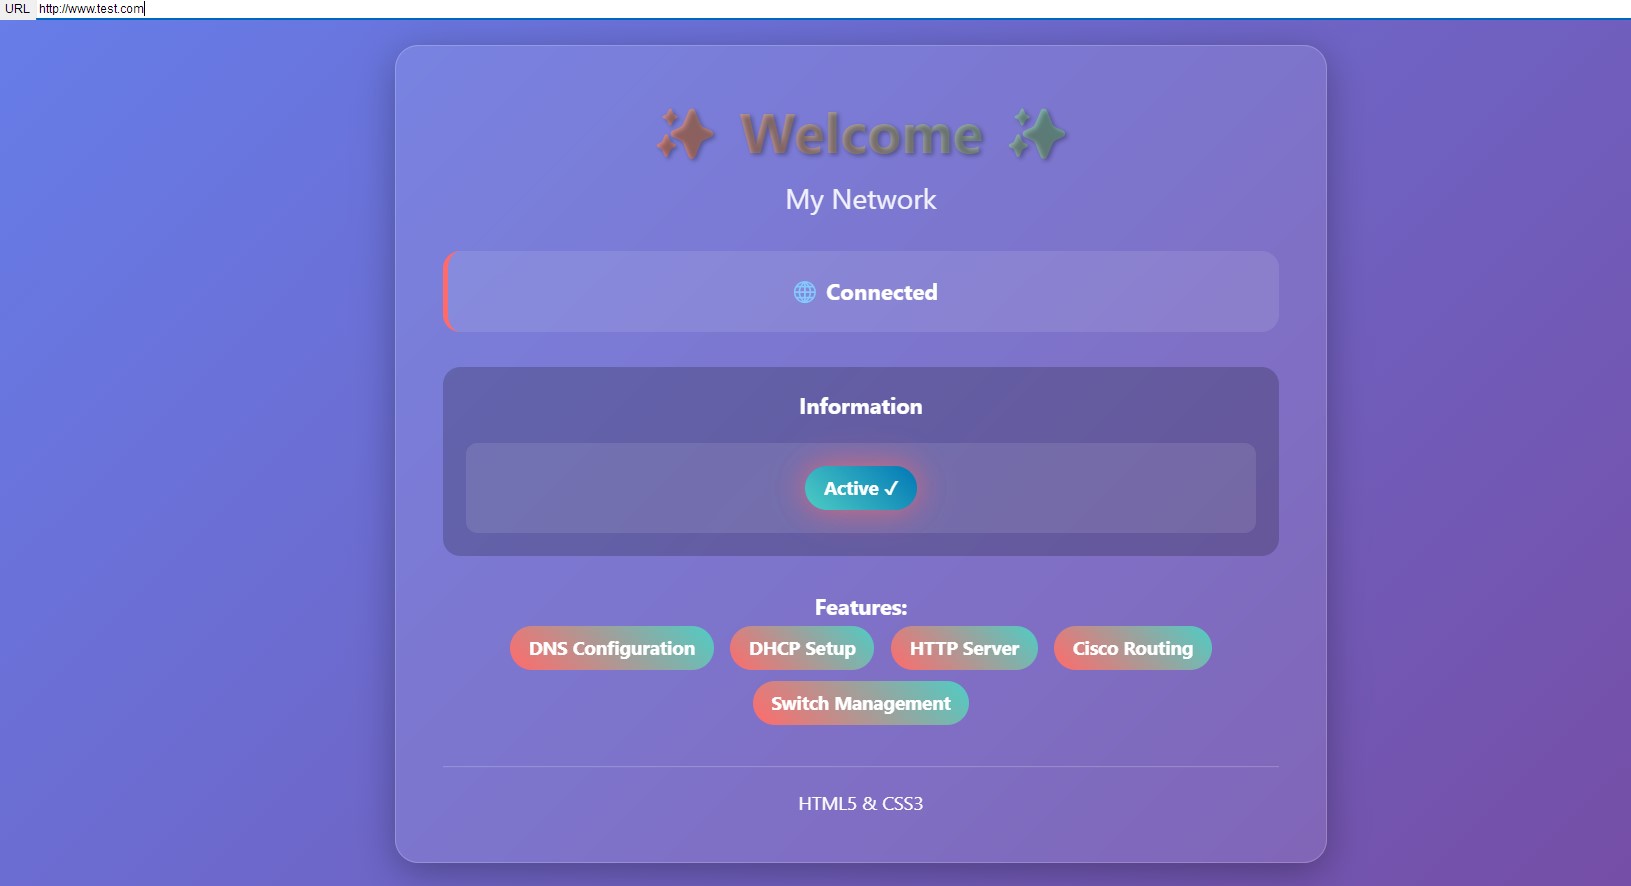 URL http://www.test.com
✨ Welcome ✨
My Network
🌐 Connected
Information
Active ✓
Features:
DNS Configuration DHCP Setup HTTP Server Cisco Routing
Switch Management
HTML5 & CSS3